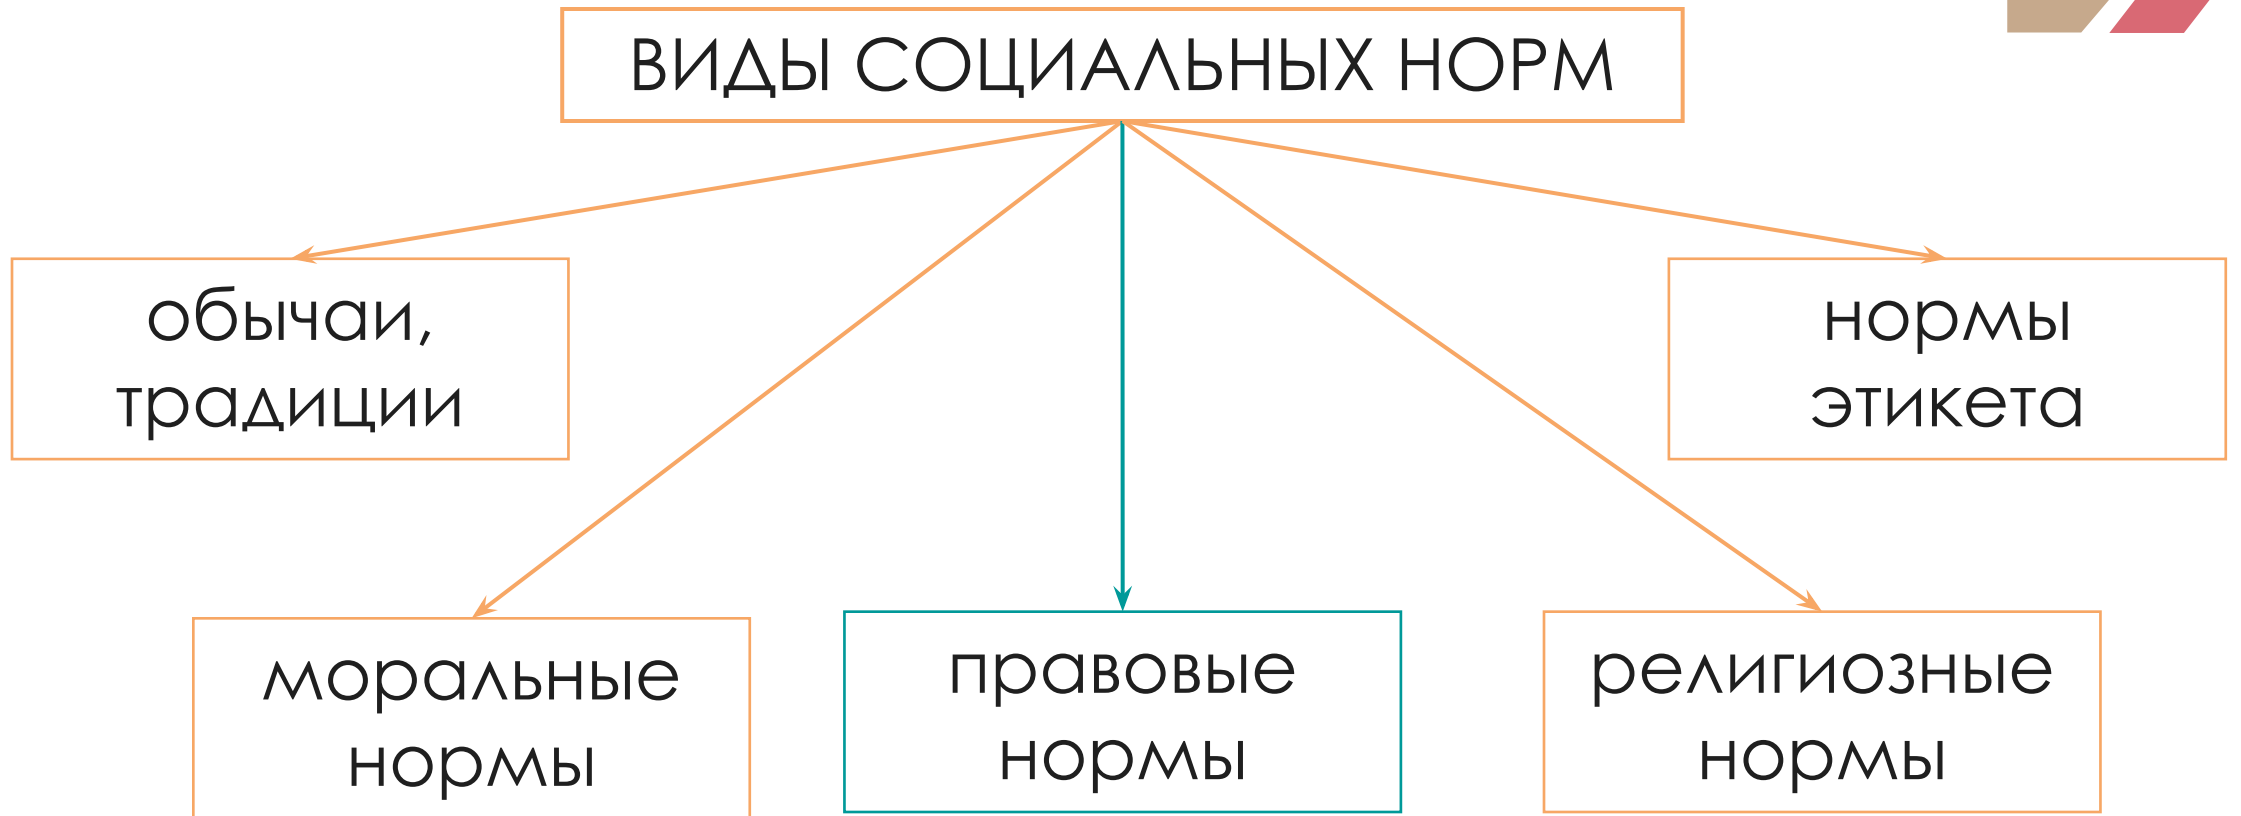 ВИДЫ СОЦИАЛЬНЫХ НОРМ
обычаи,
традиции
нормы
этикета
моральные
нормы
правовые
нормы
религиозные
нормы